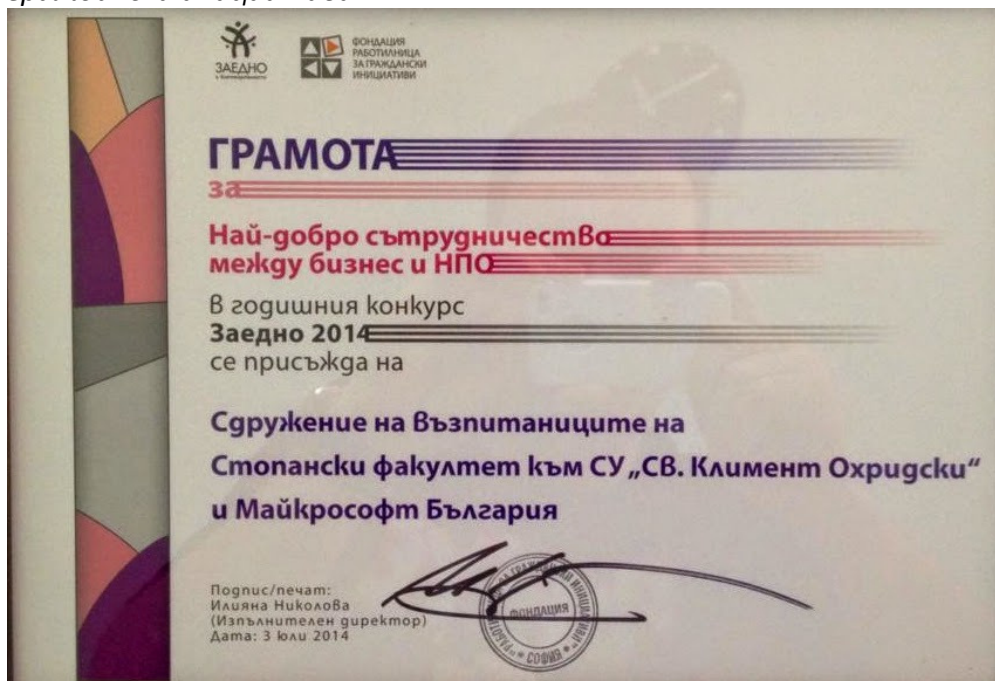 ЗАЕДНО
ФОНДАЦИЯ
РАБОТИЛНИЦА
ЗА ГРАЖДАНСКИ
ИНИЦИАТИВИ
ГРАМОТА
за
Най-добро сътрудничество
между бизнес и НПО
в годишния конкурс
Заедно 2014
се присъжда на
Сдружение на възпитаниците на
Стопански факултет към СУ „СВ. Климент Охридски“
и Майкрософт България
Подпис/печат:
Илияна Николова
(Изпълнителен директор)
Дата: 3 юли 2014
ФОНДАЦИЯ
СОФИЯ